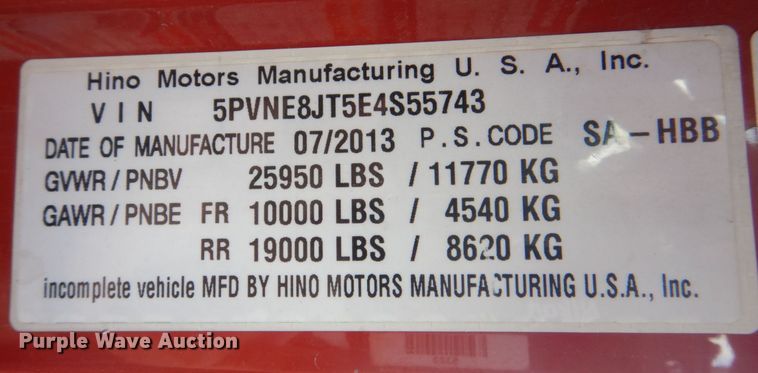 Hino Motors Manufacturing U. S. A., Inc.
VIN 5PVNE8JT5E4S55743
DATE OF MANUFACTURE 07/2013 P.S.CODE SA-HBB
GVWR/PNBV 25950 LBS / 11770 KG
GAWR/PNBE FR 10000 LBS / 4540 KG
RR 19000 LBS / 8620 KG
incomplete vehicle MFD BY HINO MOTORS MANUFACTURING U.S.A., Inc.
Purple Wave Auction